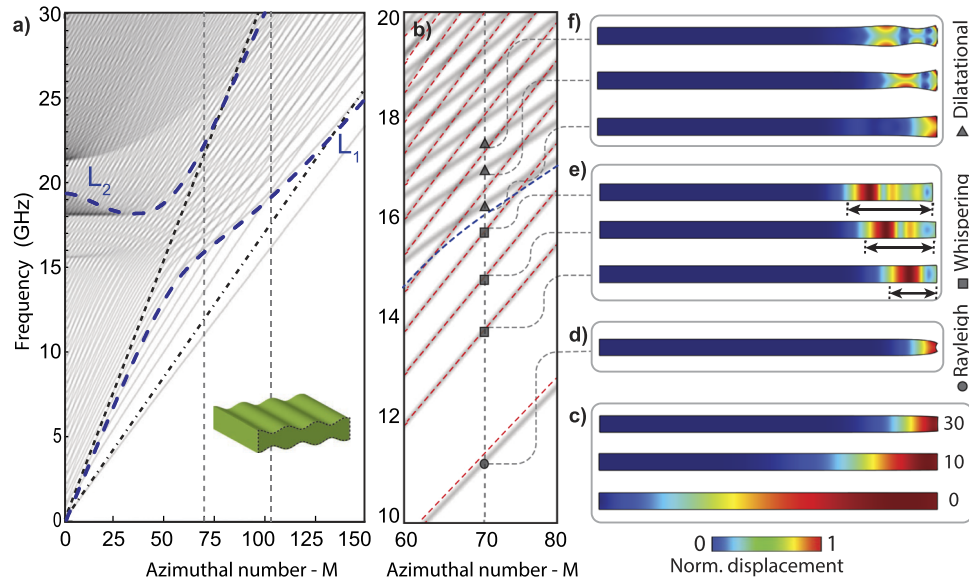 a)
30
25
20
15
10
5
0
Frequency (GHz)
L2
L1
0
25
50
75
100
150
Azimuthal number - M
b)
20
18
16
14
12
10
60
70
80
Azimuthal number - M
f)
Dilatational
e)
Whispering
d)
Rayleigh
c)
30
10
0
0
1
Norm. displacement